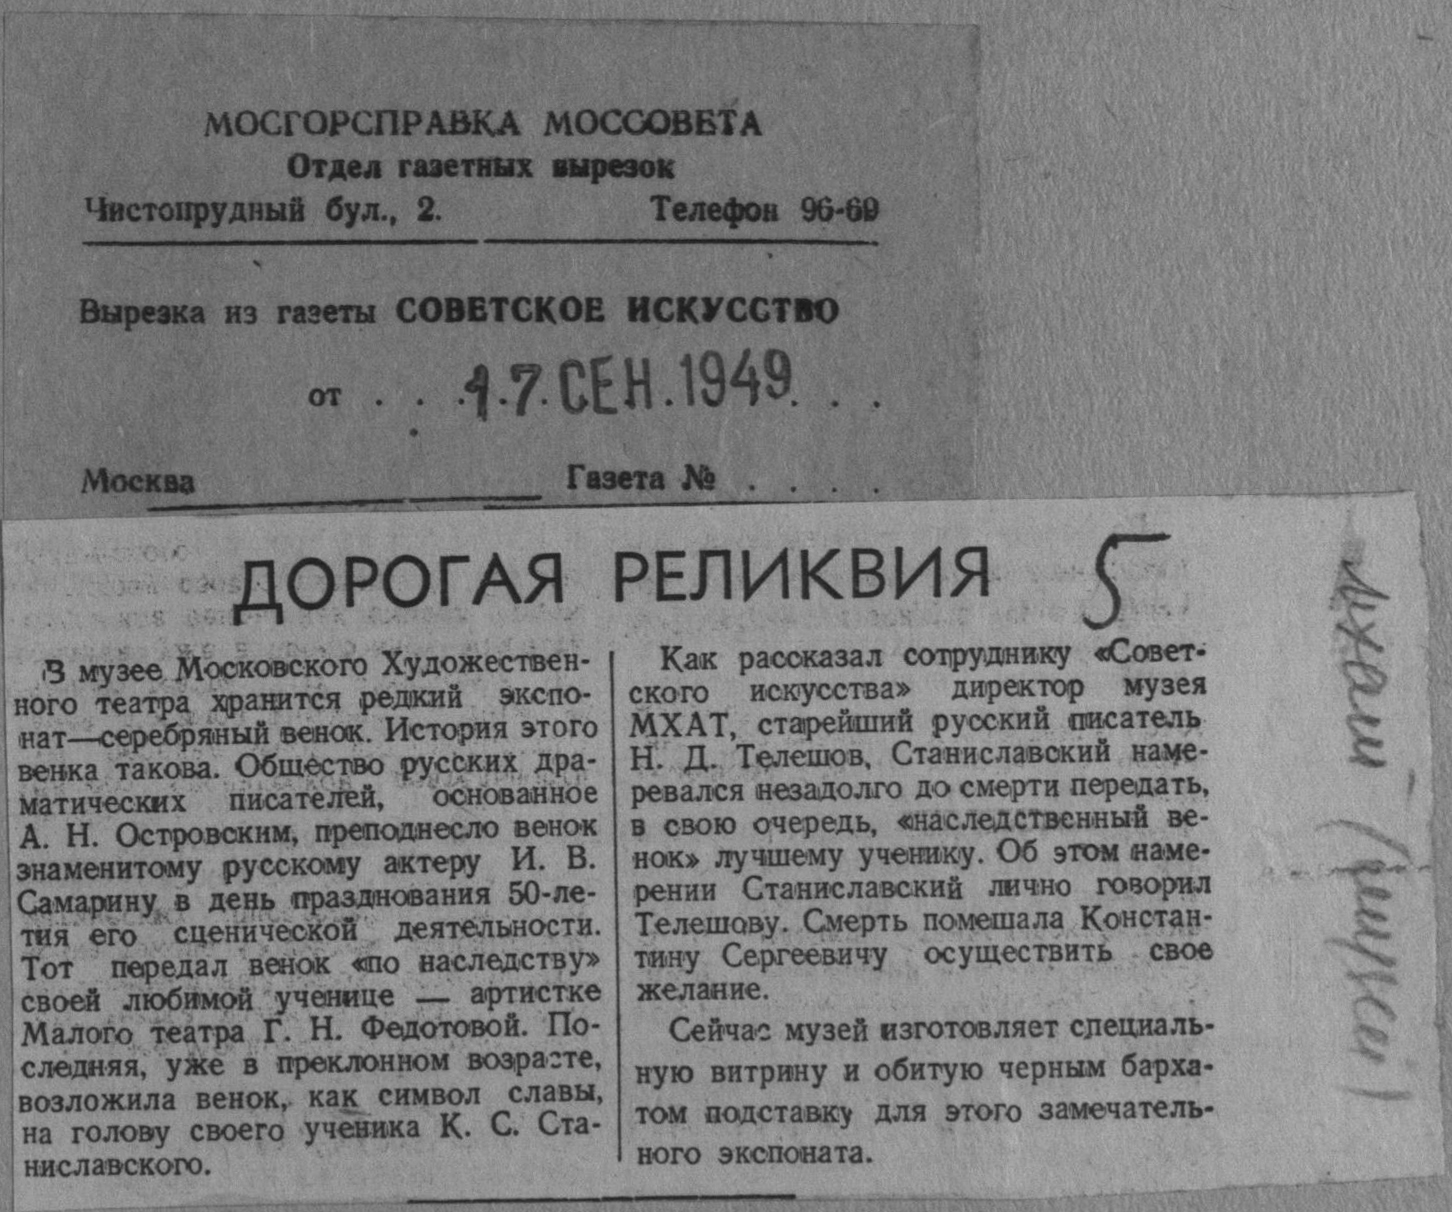 МОСГОРСПРАВКА МОССОВЕТА
Отдел газетных вырезок
Чистопрудный бул., 2. Телефон 96-69
Вырезка из газеты СОВЕТСКОЕ ИСКУССТВО
от . . . 17 СЕН. 1949 . . .
Москва Газета № . . . .
ДОРОГАЯ РЕЛИКВИЯ 5
В музее Московского Художествен-
ного театра хранится редкий экспо-
нат—серебряный венок. История этого
венка такова. Общество русских дра-
матических писателей, основанное
А. Н. Островским, преподнесло венок
знаменитому русскому актеру И. В.
Самарину в день празднования 50-ле-
тия его сценической деятельности.
Тот передал венок «по наследству»
своей любимой ученице — артистке
Малого театра Г. Н. Федотовой. По-
следняя, уже в преклонном возрасте,
возложила венок, как символ славы,
на голову своего ученика К. С. Ста-
ниславского.
Как рассказал сотруднику «Совет-
ского искусства» директор музея
МХАТ, старейший русский писатель
Н. Д. Телешов, Станиславский наме-
ревался незадолго до смерти передать,
в свою очередь, «наследственный ве-
нок» лучшему ученику. Об этом наме-
рении Станиславский лично говорил
Телешову. Смерть помешала Констан-
тину Сергеевичу осуществить свое
желание.
Сейчас музей изготовляет специаль-
ную витрину и обитую черным барха-
том подставку для этого замечатель-
ного экспоната.